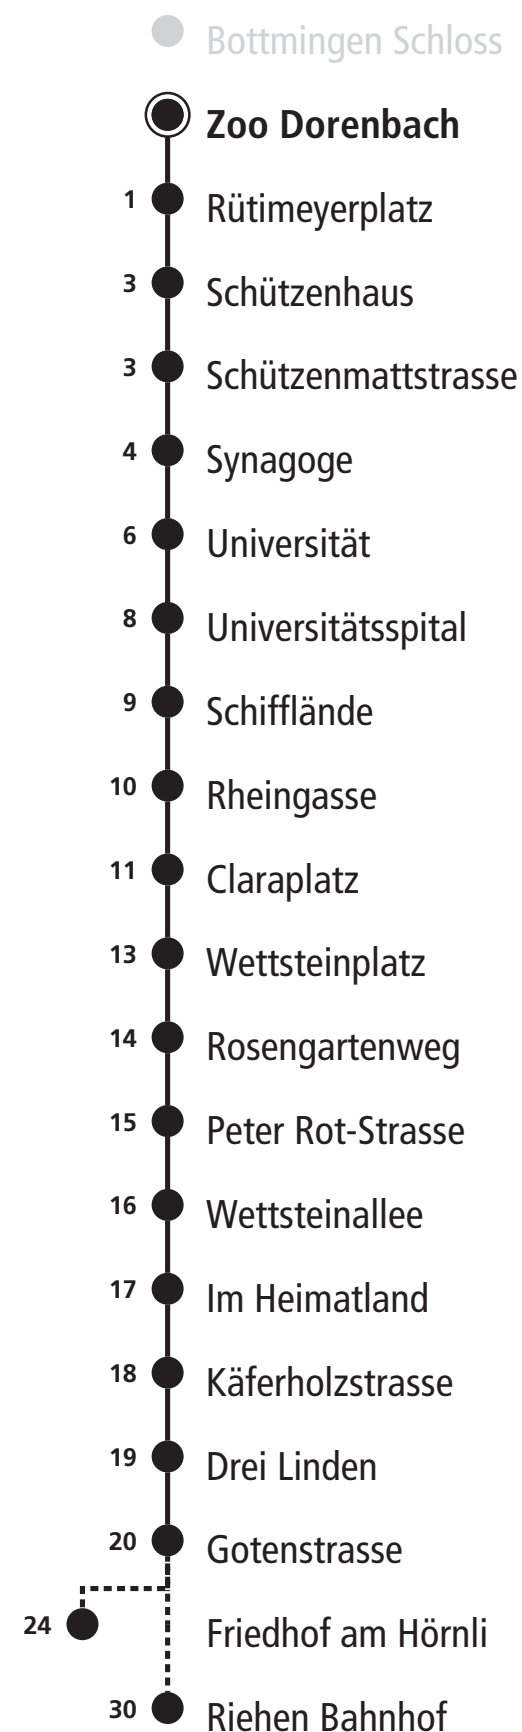 Bottmingen Schloss
Zoo Dorenbach
1 Rütimeyerplatz
3 Schützenhaus
3 Schützenmattstrasse
4 Synagoge
6 Universität
8 Universitätsspital
9 Schifflände
10 Rheingasse
11 Claraplatz
13 Wettsteinplatz
14 Rosengartenweg
15 Peter Rot-Strasse
16 Wettsteinallee
17 Im Heimatland
18 Käferholzstrasse
19 Drei Linden
20 Gotenstrasse
24 Friedhof am Hörnli
30 Riehen Bahnhof